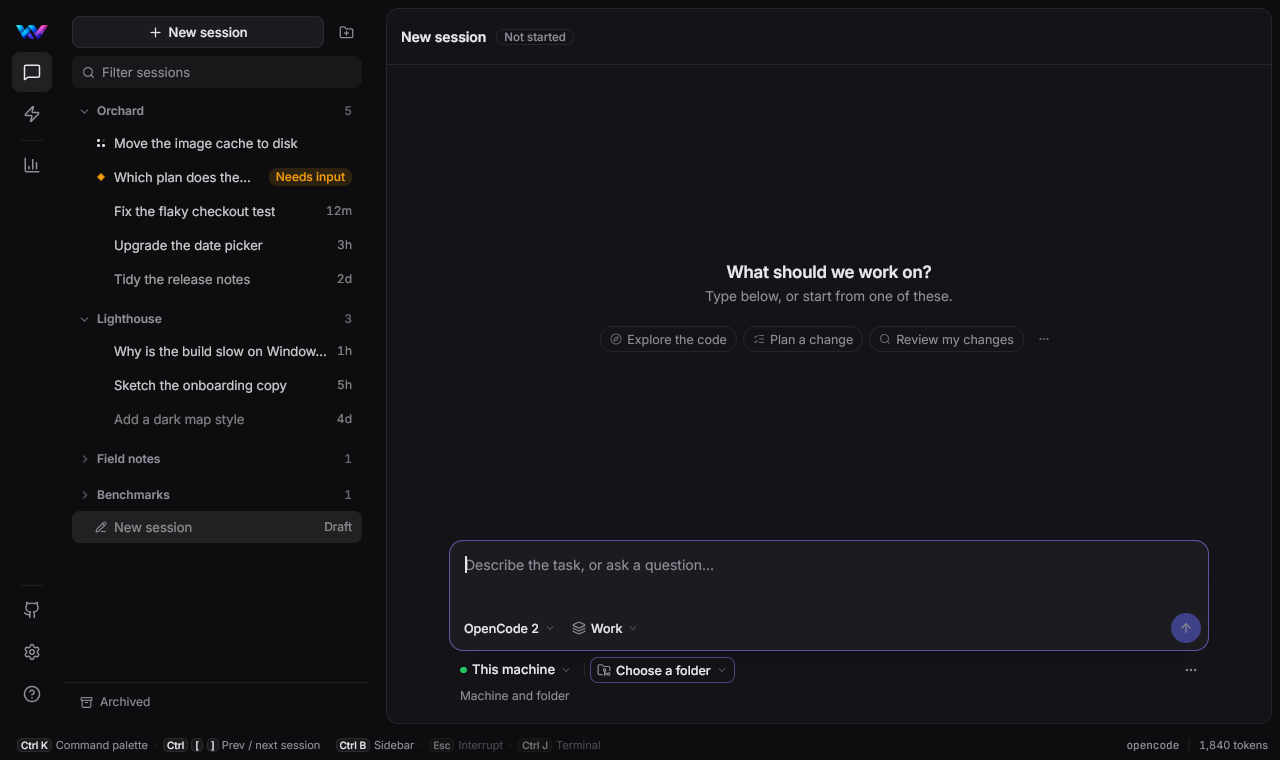 New session
Filter sessions
Orchard 5
Move the image cache to disk
Which plan does the... Needs input
Fix the flaky checkout test 12m
Upgrade the date picker 3h
Tidy the release notes 2d
Lighthouse 3
Why is the build slow on Window... 1h
Sketch the onboarding copy 5h
Add a dark map style 4d
Field notes 1
Benchmarks 1
New session Draft
Archived
New session Not started
What should we work on?
Type below, or start from one of these.
Explore the code Plan a change Review my changes ...
Describe the task, or ask a question...
OpenCode 2 Work
This machine Choose a folder ...
Machine and folder
Ctrl K Command palette · Ctrl [ ] Prev / next session · Ctrl B Sidebar · Esc Interrupt · Ctrl J Terminal
opencode 1,840 tokens